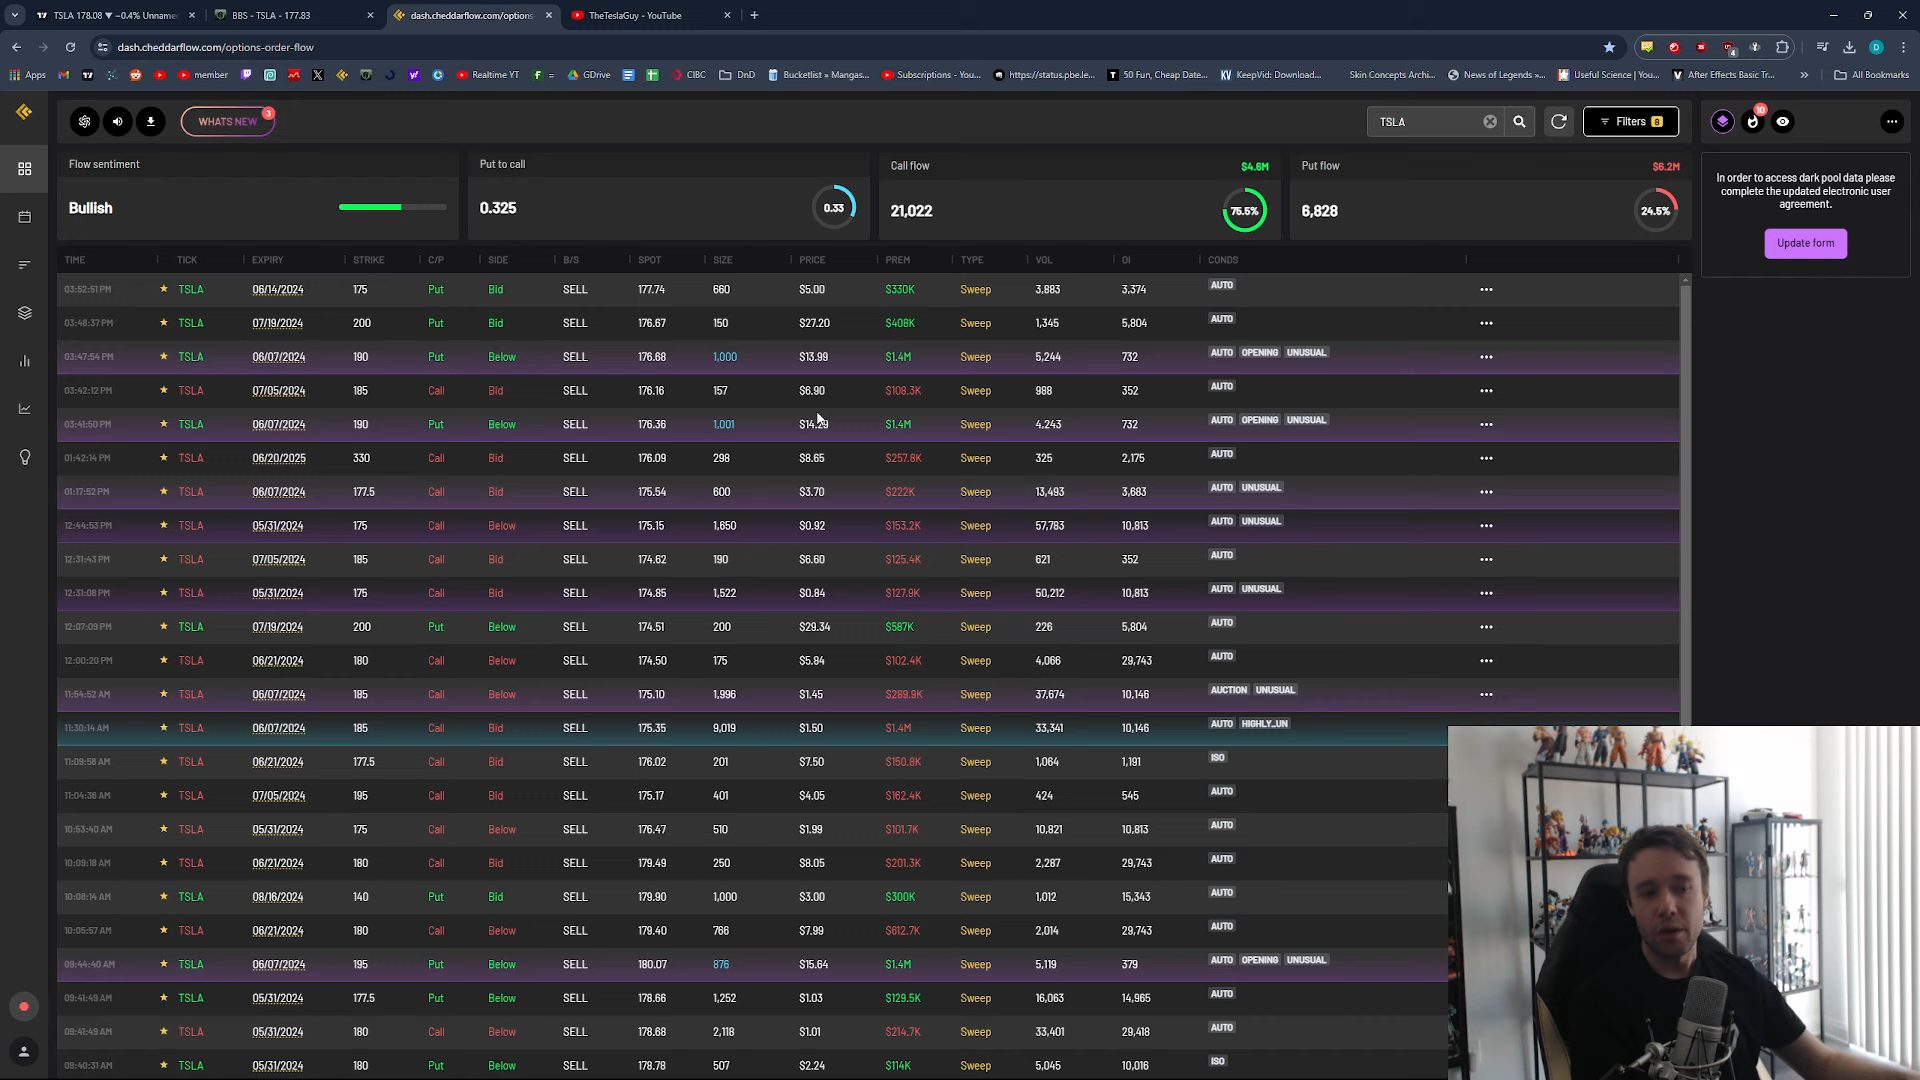 TSLA 178.08 ▼ −0.4% Unname
BBS - TSLA - 177.83
dash.cheddarflow.com/options-
TheTeslaGuy - YouTube
dash.cheddarflow.com/options-order-flow
Apps member Realtime YT = GDrive CIBC DnD Bucketlist – Mangas... Subscriptions - You... https://status.pbe.le... 50 Fun, Cheap Date... KeepVid: Download... Skin Concepts Archi... News of Legends »... Useful Science | You... After Effects Basic Tr... » All Bookmarks
WHATS NEW 3
TSLA
Filters 8
10
Flow sentiment
Bullish
Put to call
0.325
0.33
Call flow
$4.6M
21,022
75.5%
Put flow
$6.2M
6,828
24.5%
In order to access dark pool data please
complete the updated electronic user
agreement.
Update form
TIME TICK EXPIRY STRIKE C/P SIDE B/S SPOT SIZE PRICE PREM TYPE VOL OI CONDS
03:52:51 PM TSLA 06/14/2024 175 Put Bid SELL 177.74 660 $5.00 $330K Sweep 3,883 3,374 AUTO
03:48:37 PM TSLA 07/19/2024 200 Put Bid SELL 176.67 150 $27.20 $408K Sweep 1,345 5,804 AUTO
03:47:54 PM TSLA 06/07/2024 190 Put Below SELL 176.68 1,000 $13.99 $1.4M Sweep 5,244 732 AUTO OPENING UNUSUAL
03:42:12 PM TSLA 07/05/2024 185 Call Bid SELL 176.16 157 $6.90 $108.3K Sweep 988 352 AUTO
03:41:50 PM TSLA 06/07/2024 190 Put Below SELL 176.36 1,001 $14.29 $1.4M Sweep 4,243 732 AUTO OPENING UNUSUAL
01:42:14 PM TSLA 06/20/2025 330 Call Bid SELL 176.09 298 $8.65 $257.8K Sweep 325 2,175 AUTO
01:17:52 PM TSLA 06/07/2024 177.5 Call Bid SELL 175.54 600 $3.70 $222K Sweep 13,493 3,683 AUTO UNUSUAL
12:44:53 PM TSLA 05/31/2024 175 Call Below SELL 175.15 1,650 $0.92 $153.2K Sweep 57,783 10,813 AUTO UNUSUAL
12:31:43 PM TSLA 07/05/2024 185 Call Bid SELL 174.62 190 $6.60 $125.4K Sweep 621 352 AUTO
12:31:08 PM TSLA 05/31/2024 175 Call Below SELL 174.85 1,522 $0.84 $127.9K Sweep 50,212 10,813 AUTO UNUSUAL
12:07:09 PM TSLA 07/19/2024 200 Put Below SELL 174.51 200 $29.34 $587K Sweep 226 5,804 AUTO
12:00:20 PM TSLA 06/21/2024 180 Call Below SELL 174.50 175 $5.84 $102.4K Sweep 4,066 29,743 AUTO
11:54:52 AM TSLA 06/07/2024 185 Call Below SELL 175.10 1,996 $1.45 $289.9K Sweep 37,674 10,146 AUCTION UNUSUAL
11:30:14 AM TSLA 06/07/2024 185 Call Below SELL 175.35 9,019 $1.50 $1.4M Sweep 33,341 10,146 AUTO HIGHLY_UN
11:09:58 AM TSLA 06/21/2024 177.5 Call Bid SELL 176.02 201 $7.50 $150.8K Sweep 1,064 1,191 ISO
11:04:36 AM TSLA 07/05/2024 195 Call Bid SELL 175.17 401 $4.05 $162.4K Sweep 424 545 AUTO
10:53:40 AM TSLA 05/31/2024 175 Call Below SELL 176.47 510 $1.99 $101.7K Sweep 10,821 10,813 AUTO
10:09:18 AM TSLA 06/21/2024 180 Call Bid SELL 179.49 250 $8.05 $201.3K Sweep 2,287 29,743 AUTO
10:08:14 AM TSLA 08/16/2024 140 Put Bid SELL 179.90 1,000 $3.00 $300K Sweep 1,012 15,343 AUTO
10:05:57 AM TSLA 06/21/2024 180 Call Below SELL 179.40 766 $7.99 $612.7K Sweep 2,014 29,743 AUTO
09:44:40 AM TSLA 06/07/2024 195 Put Below SELL 180.07 876 $15.64 $1.4M Sweep 5,119 379 AUTO OPENING UNUSUAL
09:41:49 AM TSLA 05/31/2024 177.5 Put Below SELL 178.66 1,252 $1.03 $129.5K Sweep 16,063 14,965 AUTO
09:41:49 AM TSLA 05/31/2024 180 Call Below SELL 178.68 2,118 $1.01 $214.7K Sweep 33,401 29,418 AUTO
09:40:31 AM TSLA 05/31/2024 180 Put Below SELL 178.78 507 $2.24 $114K Sweep 5,045 10,016 ISO